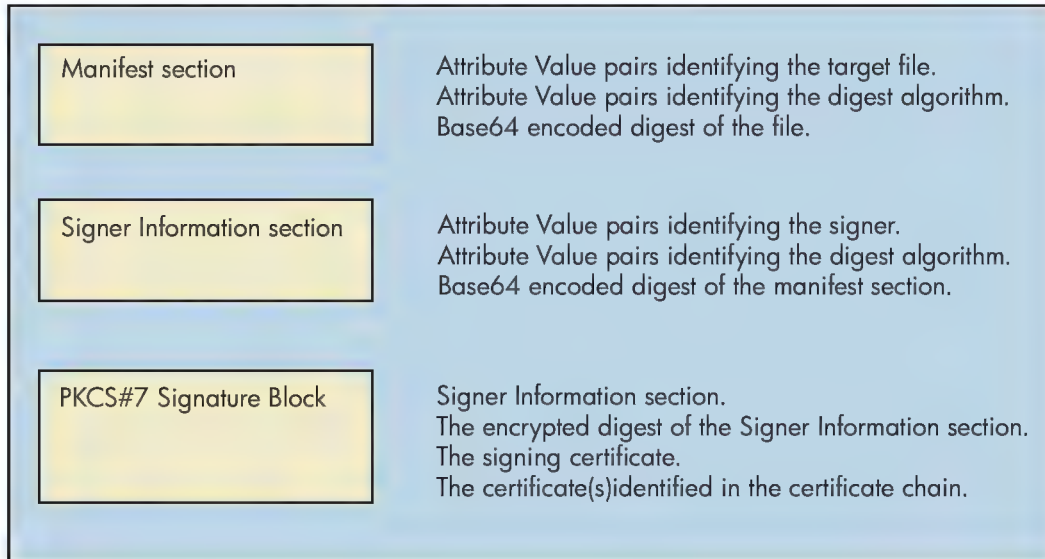 Manifest section
Attribute Value pairs identifying the target file.
Attribute Value pairs identifying the digest algorithm.
Base64 encoded digest of the file.
Signer Information section
Attribute Value pairs identifying the signer.
Attribute Value pairs identifying the digest algorithm.
Base64 encoded digest of the manifest section.
PKCS#7 Signature Block
Signer Information section.
The encrypted digest of the Signer Information section.
The signing certificate.
The certificate(s)identified in the certificate chain.